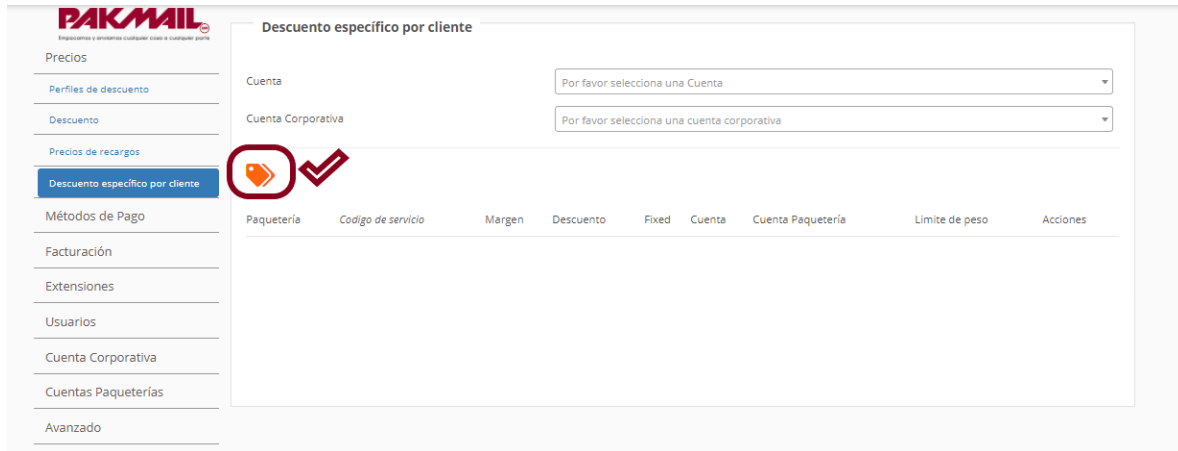 PAKMAIL
Empacamos y enviamos cualquier cosa a cualquier parte
Precios
Perfiles de descuento
Descuento
Precios de recargos
Descuento específico por cliente
Métodos de Pago
Facturación
Extensiones
Usuarios
Cuenta Corporativa
Cuentas Paqueterías
Avanzado
Descuento específico por cliente
Cuenta Por favor selecciona una Cuenta
Cuenta Corporativa Por favor selecciona una cuenta corporativa
Paquetería Codigo de servicio Margen Descuento Fixed Cuenta Cuenta Paquetería Limite de peso Acciones